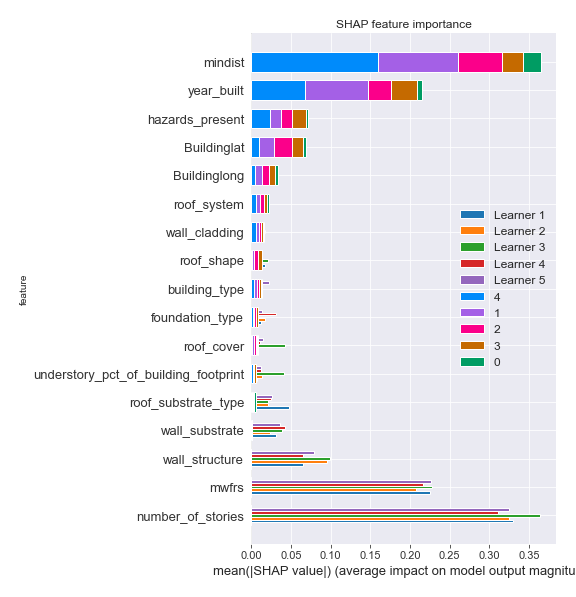 SHAP feature importance
mindist
year_built
hazards_present
Buildinglat
Buildinglong
roof_system
wall_cladding
roof_shape
building_type
foundation_type
roof_cover
understory_pct_of_building_footprint
roof_substrate_type
wall_substrate
wall_structure
mwfrs
number_of_stories
feature
Learner 1
Learner 2
Learner 3
Learner 4
Learner 5
4
1
2
3
0
0.00 0.05 0.10 0.15 0.20 0.25 0.30 0.35
mean(|SHAP value|) (average impact on model output magnitu